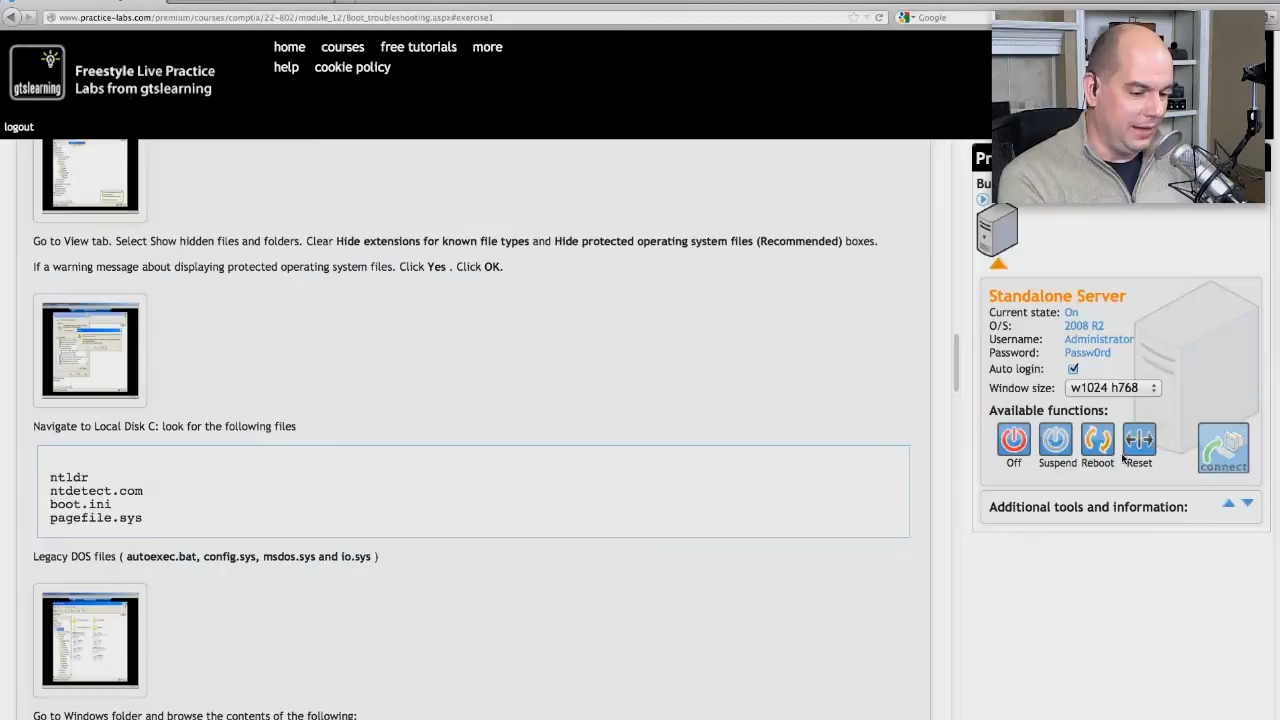 www.practice-labs.com/premium/courses/comptia/22-802/module_12/Boot_troubleshooting.aspx#exercise1
Google
home courses free tutorials more
help cookie policy
gtslearning
Freestyle Live Practice
Labs from gtslearning
logout
Go to View tab. Select Show hidden files and folders. Clear Hide extensions for known file types and Hide protected operating system files (Recommended) boxes.
If a warning message about displaying protected operating system files. Click Yes . Click OK.
Navigate to Local Disk C: look for the following files
ntldr
ntdetect.com
boot.ini
pagefile.sys
Legacy DOS files ( autoexec.bat, config.sys, msdos.sys and io.sys )
Go to Windows folder and browse the contents of the following:
Standalone Server
Current state: On
O/S: 2008 R2
Username: Administrator
Password: Passw0rd
Auto login:
Window size: w1024 h768
Available functions:
Off Suspend Reboot Reset
connect
Additional tools and information: